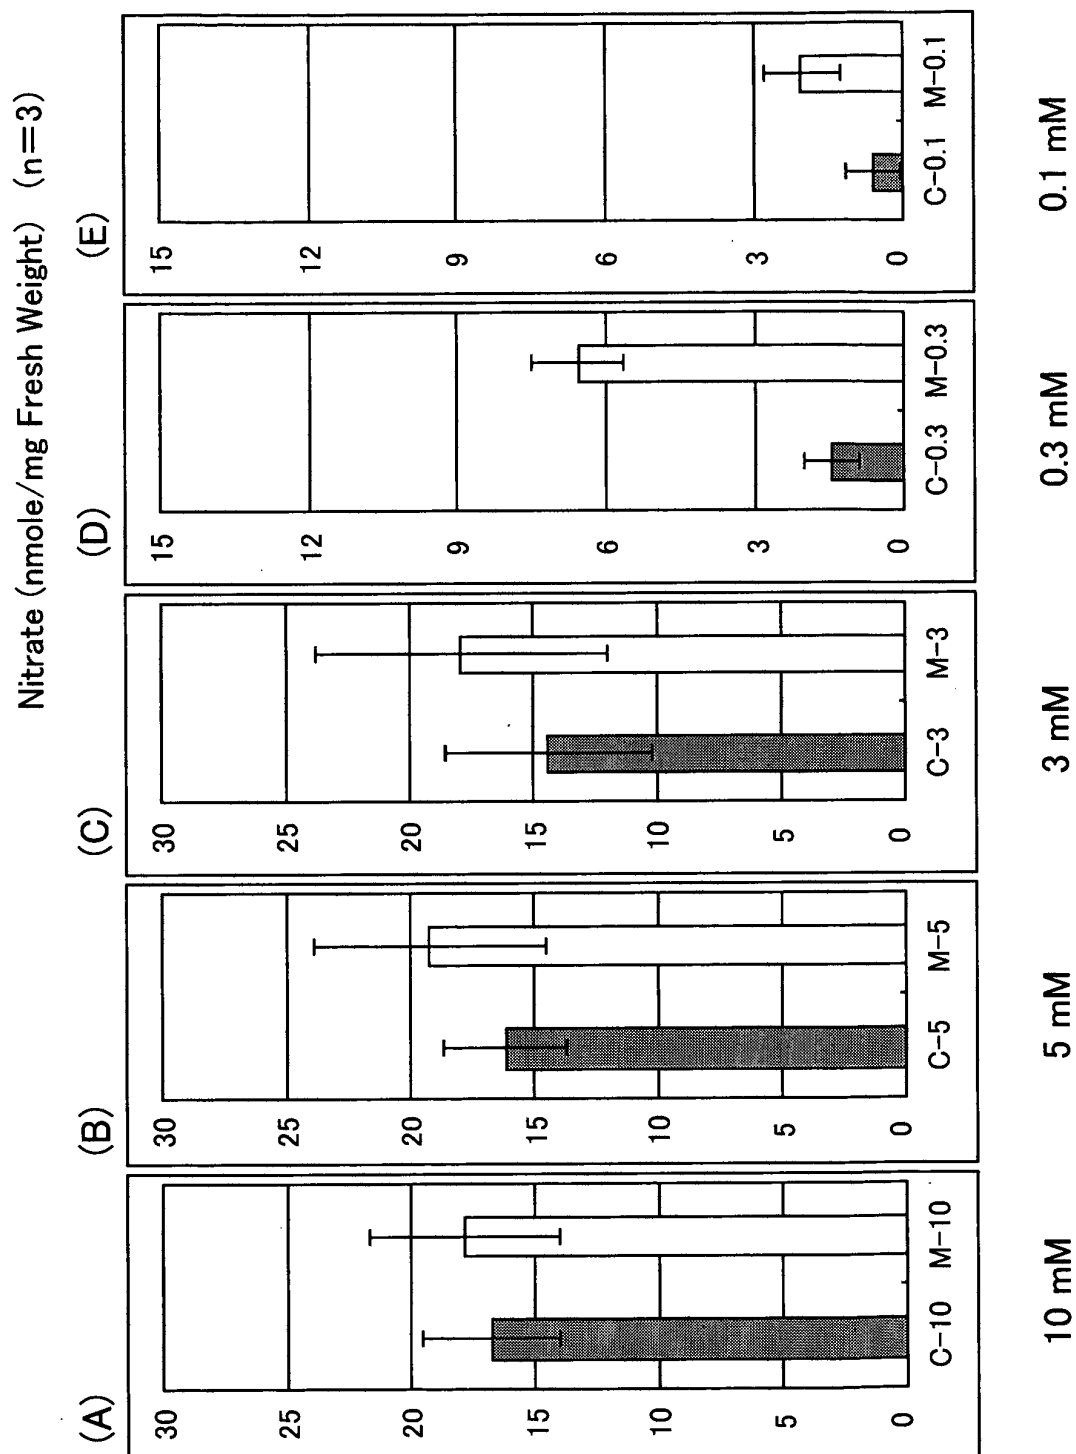 Nitrate (nmole/mg Fresh Weight) (n=3)
(A)
30
25
20
15
10
5
0
C-10 M-10
10 mM
(B)
30
25
20
15
10
5
0
C-5 M-5
5 mM
(C)
30
25
20
15
10
5
0
C-3 M-3
3 mM
(D)
15
12
9
6
3
0
C-0.3 M-0.3
0.3 mM
(E)
15
12
9
6
3
0
C-0.1 M-0.1
0.1 mM